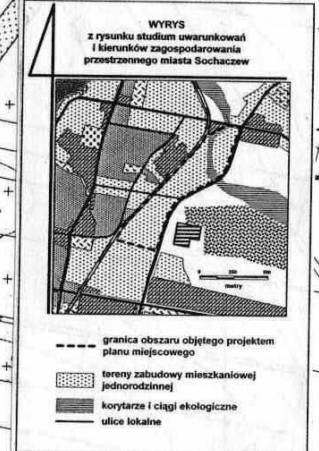 WYRYS
z rysunku studium uwarunkowań
i kierunków zagospodarowania
przestrzennego miasta Sochaczew
0
metry
granica obszaru objętego projektem
planu miejscowego
tereny zabudowy mieszkaniowej
jednorodzinnej
korytarze i ciągi ekologiczne
ulice lokalne